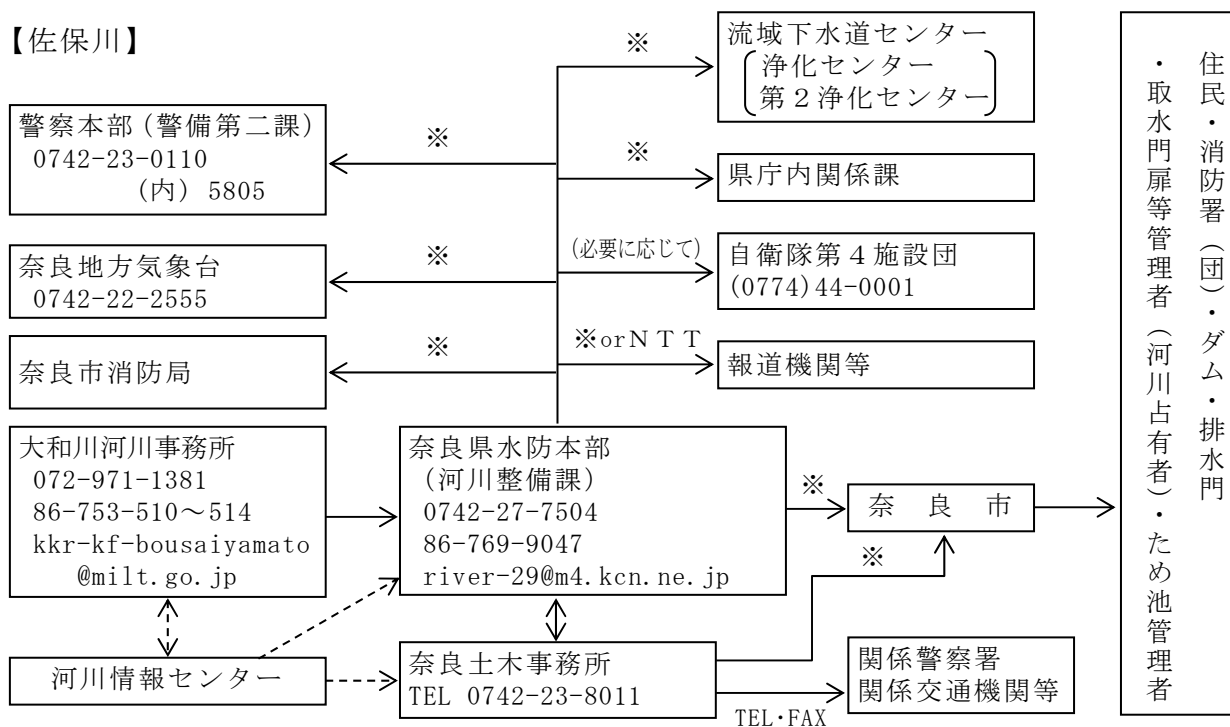 【佐保川】
※
流域下水道センター
浄化センター
第２浄化センター
警察本部(警備第二課)
0742-23-0110
(内) 5805
※
※
県庁内関係課
奈良地方気象台
0742-22-2555
※
(必要に応じて)
自衛隊第４施設団
(0774)44-0001
奈良市消防局
※
※orＮＴＴ
報道機関等
大和川河川事務所
072-971-1381
86-753-510～514
kkr-kf-bousaiyamato
@milt.go.jp
奈良県水防本部
(河川整備課)
0742-27-7504
86-769-9047
river-29@m4.kcn.ne.jp
※
奈良市
※
河川情報センター
奈良土木事務所
TEL 0742-23-8011
TEL･FAX
関係警察署
関係交通機関等
住民・消防署（団）・ダム・排水門
・取水門扉等管理者（河川占有者）・ため池管理者